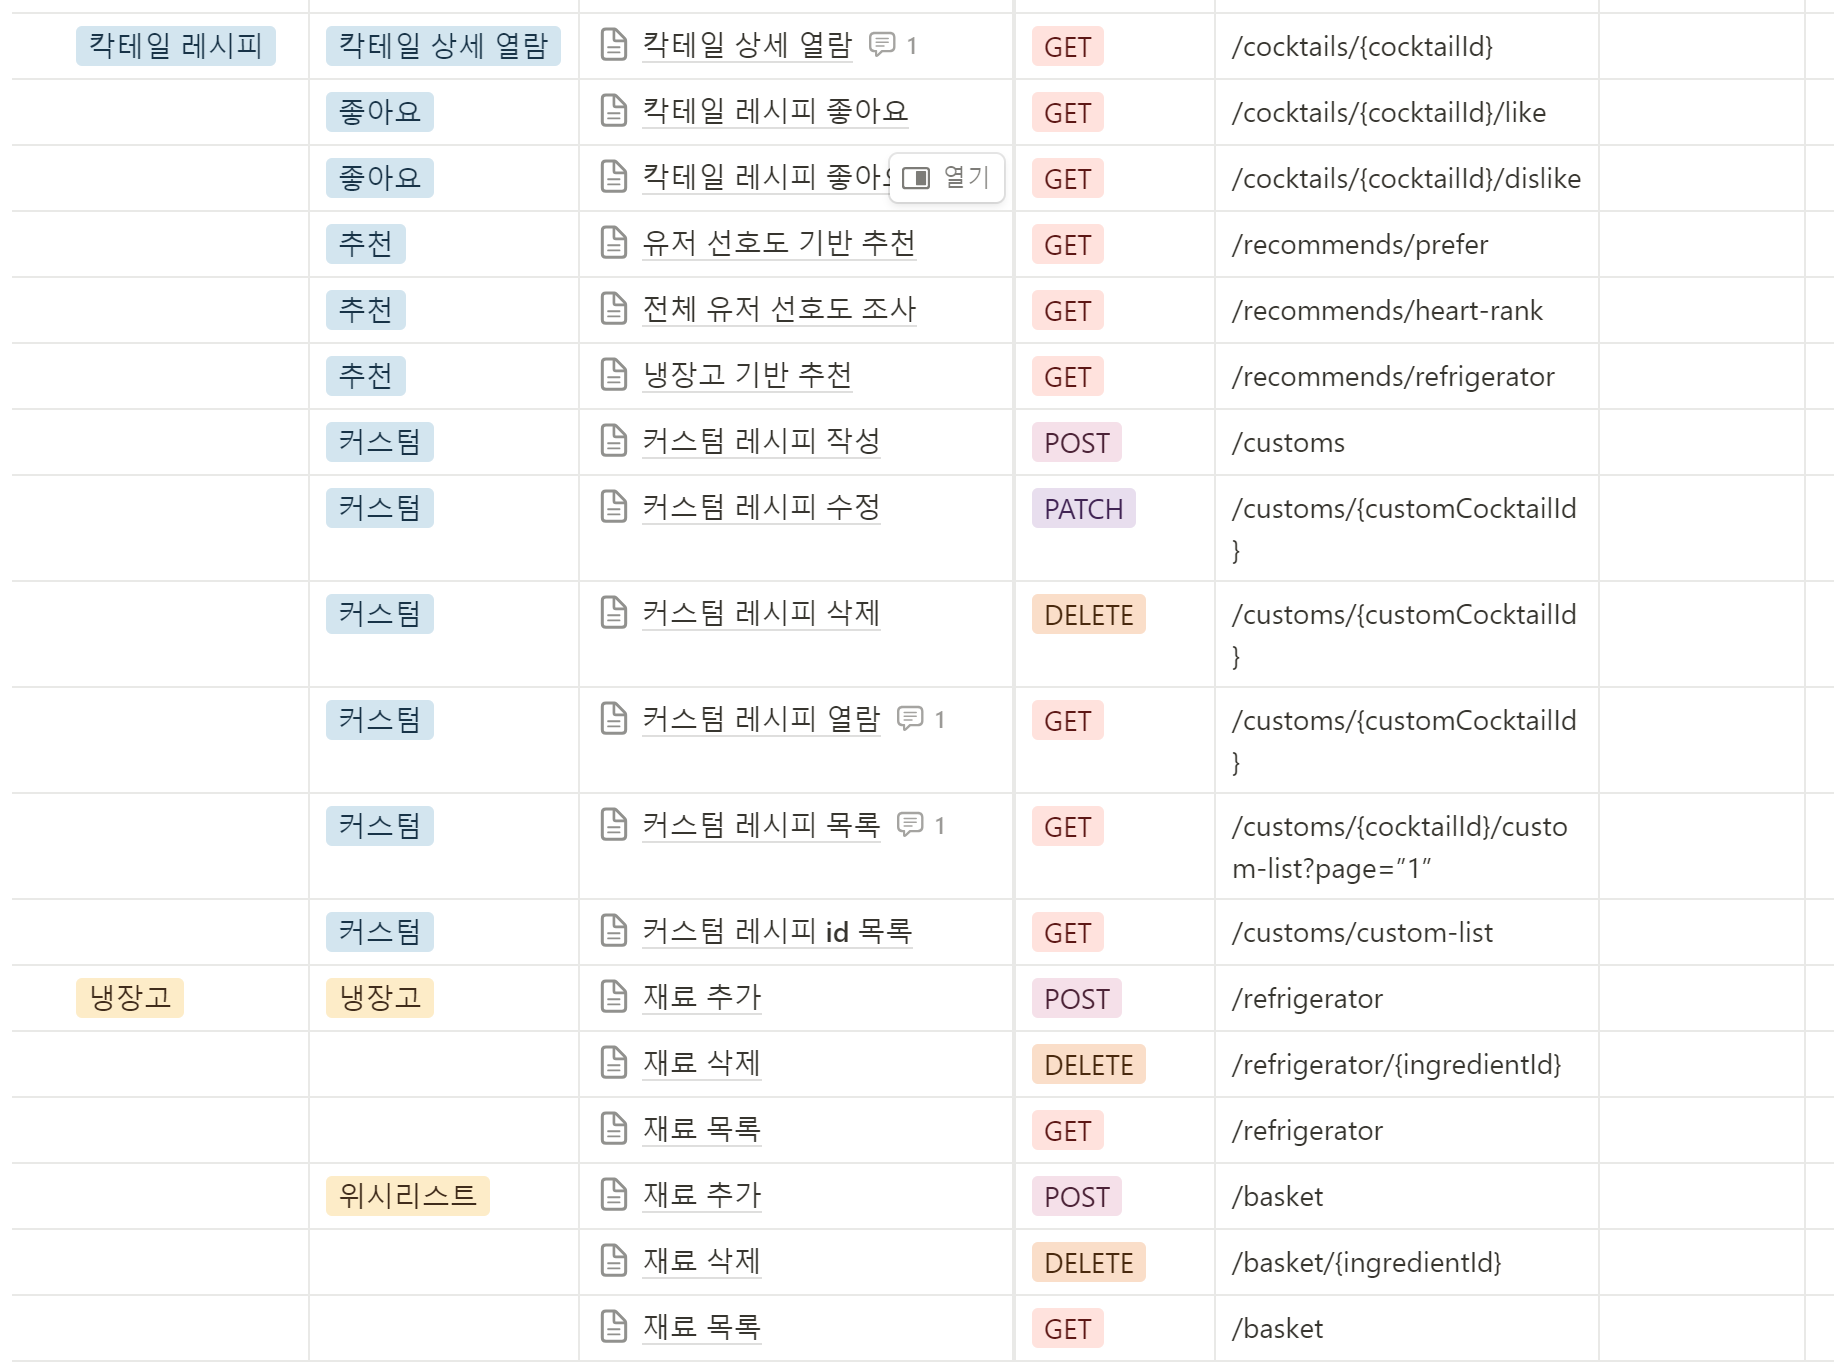 칵테일 레시피 칵테일 상세 열람 칵테일 상세 열람 1 GET /cocktails/{cocktailId}
좋아요 칵테일 레시피 좋아요 GET /cocktails/{cocktailId}/like
좋아요 칵테일 레시피 열기 GET /cocktails/{cocktailId}/dislike
추천 유저 선호도 기반 추천 GET /recommends/prefer
추천 전체 유저 선호도 조사 GET /recommends/heart-rank
추천 냉장고 기반 추천 GET /recommends/refrigerator
커스텀 커스텀 레시피 작성 POST /customs
커스텀 커스텀 레시피 수정 PATCH /customs/{customCocktailId
}
커스텀 커스텀 레시피 삭제 DELETE /customs/{customCocktailId
}
커스텀 커스텀 레시피 열람 1 GET /customs/{customCocktailId
}
커스텀 커스텀 레시피 목록 1 GET /customs/{cocktailId}/custo
m-list?page=”1”
커스텀 커스텀 레시피 id 목록 GET /customs/custom-list
냉장고 냉장고 재료 추가 POST /refrigerator
재료 삭제 DELETE /refrigerator/{ingredientId}
재료 목록 GET /refrigerator
위시리스트 재료 추가 POST /basket
재료 삭제 DELETE /basket/{ingredientId}
재료 목록 GET /basket